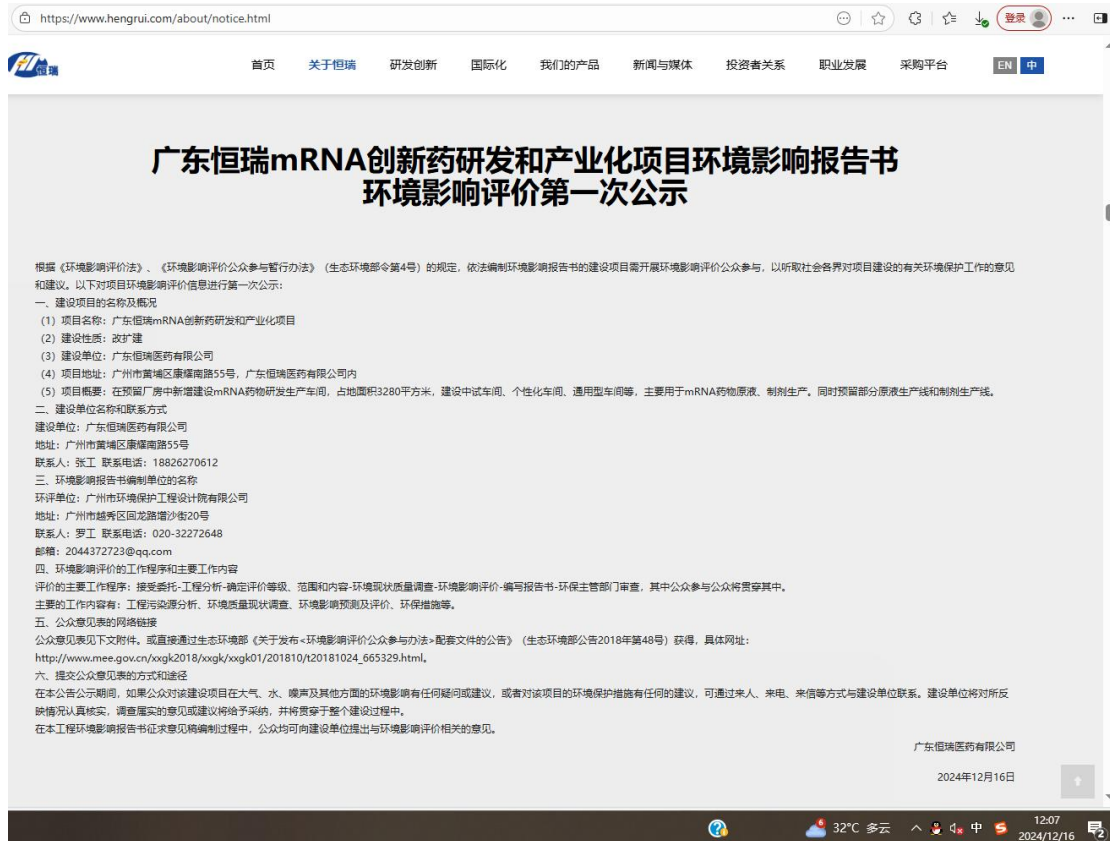 https://www.hengrui.com/about/notice.html
登录
恒瑞
首页 关于恒瑞 研发创新 国际化 我们的产品 新闻与媒体 投资者关系 职业发展 采购平台 EN 中
广东恒瑞mRNA创新药研发和产业化项目环境影响报告书
环境影响评价第一次公示
根据《环境影响评价法》、《环境影响评价公众参与暂行办法》（生态环境部令第4号）的规定，依法编制环境影响报告书的建设项目需开展环境影响评价公众参与，以听取社会各界对项目建设的有关环境保护工作的意见
和建议。以下对项目环境影响评价信息进行第一次公示：
一、建设项目的名称及概况
（1）项目名称：广东恒瑞mRNA创新药研发和产业化项目
（2）建设性质：改扩建
（3）建设单位：广东恒瑞医药有限公司
（4）项目地址：广州市黄埔区康耀南路55号，广东恒瑞医药有限公司内
（5）项目概要：在预留厂房中新增建设mRNA药物研发生产车间，占地面积3280平方米，建设中试车间、个性化车间、通用型车间等，主要用于mRNA药物原液、制剂生产。同时预留部分原液生产线和制剂生产线。
二、建设单位名称和联系方式
建设单位：广东恒瑞医药有限公司
地址：广州市黄埔区康耀南路55号
联系人：张工 联系电话：18826270612
三、环境影响报告书编制单位的名称
环评单位：广州市环境保护工程设计院有限公司
地址：广州市越秀区回龙路增沙街20号
联系人：罗工 联系电话：020-32272648
邮箱：2044372723@qq.com
四、环境影响评价的工作程序和主要工作内容
评价的主要工作程序：接受委托-工程分析-确定评价等级、范围和内容-环境现状质量调查-环境影响评价-编写报告书-环保主管部门审查，其中公众参与公众将贯穿其中。
主要的工作内容有：工程污染源分析、环境质量现状调查、环境影响预测及评价、环保措施等。
五、公众意见表的网络链接
公众意见表见下文附件。或直接通过生态环境部《关于发布<环境影响评价公众参与办法>配套文件的公告》（生态环境部公告2018年第48号）获得，具体网址：
http://www.mee.gov.cn/xxgk2018/xxgk/xxgk01/201810/t20181024_665329.html。
六、提交公众意见表的方式和途径
在本公告公示期间，如果公众对该建设项目在大气、水、噪声及其他方面的环境影响有任何疑问或建议，或者对该项目的环境保护措施有任何的建议，可通过来人、来电、来信等方式与建设单位联系。建设单位将对所反
映情况认真核实，调查属实的意见或建议将给予采纳，并将贯穿于整个建设过程中。
在本工程环境影响报告书征求意见稿编制过程中，公众均可向建设单位提出与环境影响评价相关的意见。
广东恒瑞医药有限公司
2024年12月16日
32°C 多云 中 12:07
2024/12/16